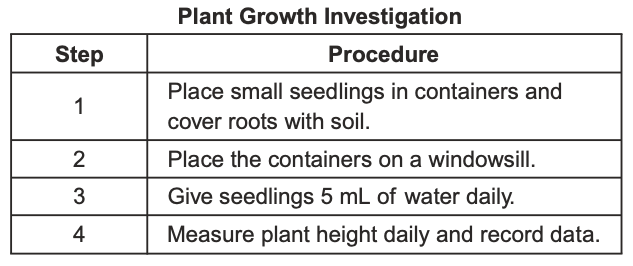 Plant Growth Investigation
Step Procedure
1 Place small seedlings in containers and
cover roots with soil.
2 Place the containers on a windowsill.
3 Give seedlings 5 mL of water daily.
4 Measure plant height daily and record data.